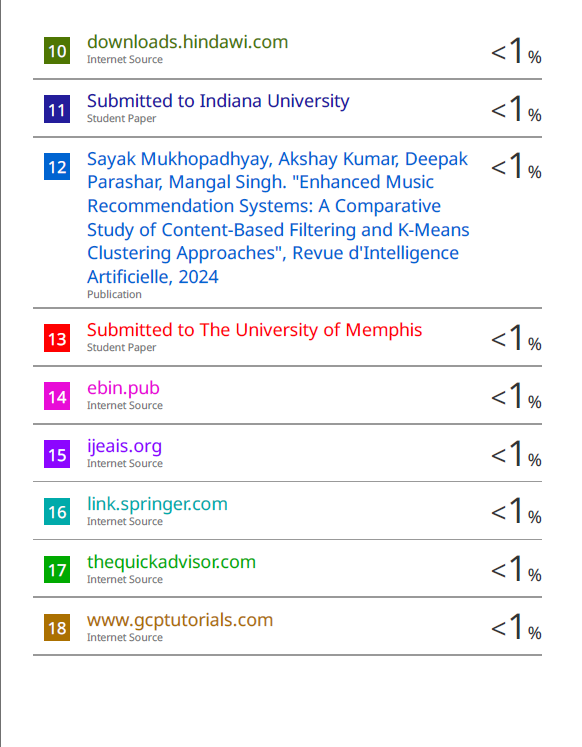 10 downloads.hindawi.com <1%
Internet Source
11 Submitted to Indiana University <1%
Student Paper
12 Sayak Mukhopadhyay, Akshay Kumar, Deepak <1%
Parashar, Mangal Singh. "Enhanced Music
Recommendation Systems: A Comparative
Study of Content-Based Filtering and K-Means
Clustering Approaches", Revue d'Intelligence
Artificielle, 2024
Publication
13 Submitted to The University of Memphis <1%
Student Paper
14 ebin.pub <1%
Internet Source
15 ijeais.org <1%
Internet Source
16 link.springer.com <1%
Internet Source
17 thequickadvisor.com <1%
Internet Source
18 www.gcptutorials.com <1%
Internet Source